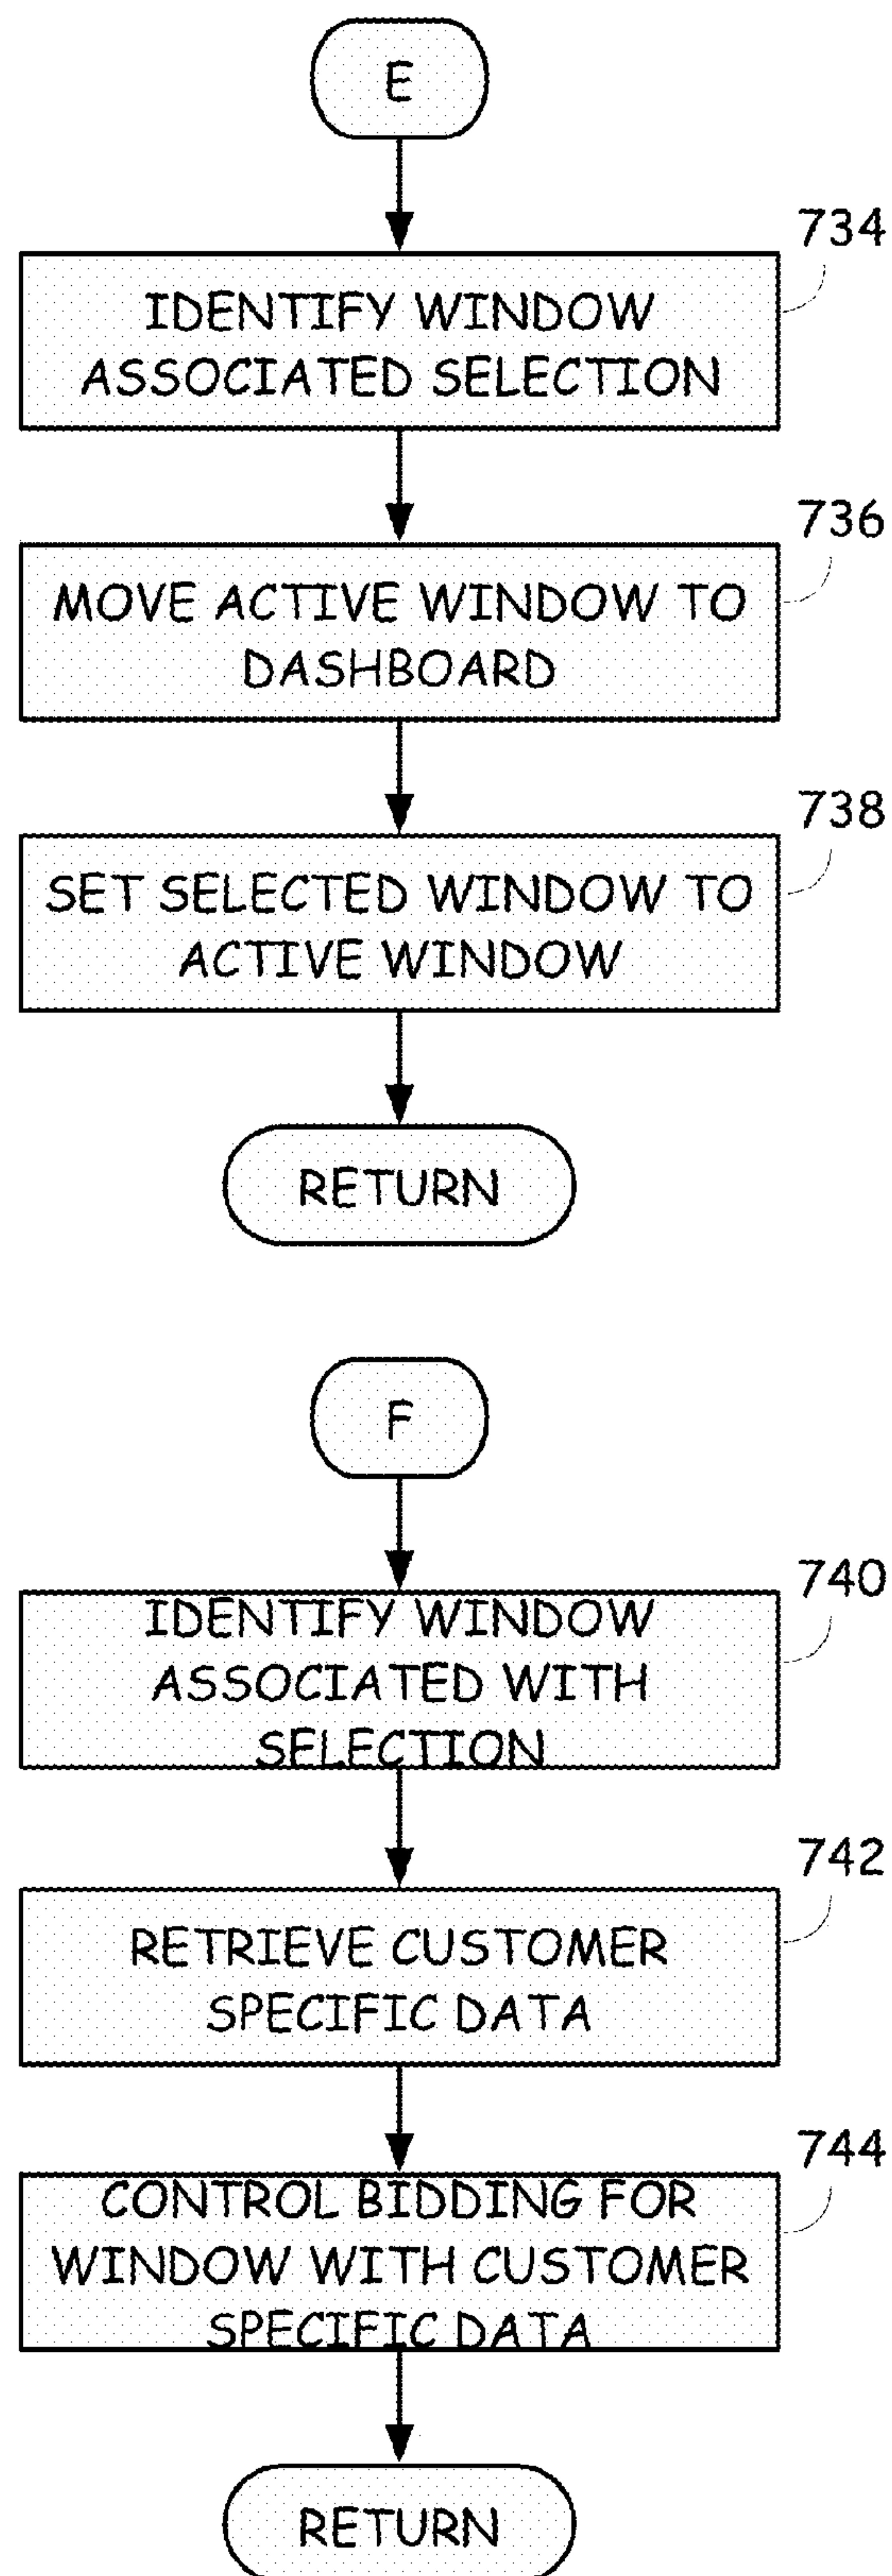 E
734
IDENTIFY WINDOW
ASSOCIATED SELECTION
736
MOVE ACTIVE WINDOW TO
DASHBOARD
738
SET SELECTED WINDOW TO
ACTIVE WINDOW
RETURN
F
740
IDENTIFY WINDOW
ASSOCIATED WITH
SELECTION
742
RETRIEVE CUSTOMER
SPECIFIC DATA
744
CONTROL BIDDING FOR
WINDOW WITH CUSTOMER
SPECIFIC DATA
RETURN